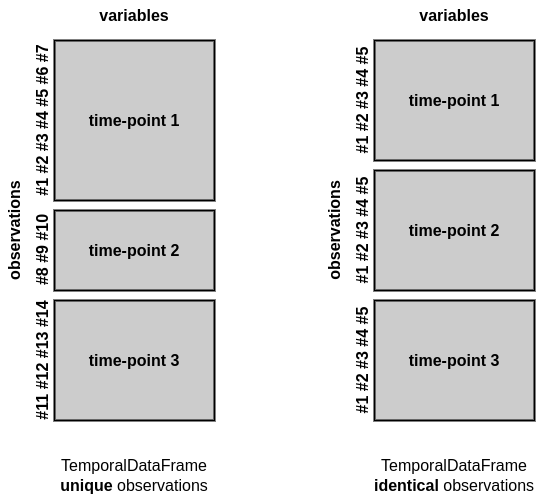 variables
observations
#1 #2 #3 #4 #5 #6 #7
time-point 1
#8 #9 #10
time-point 2
#11 #12 #13 #14
time-point 3
TemporalDataFrame
unique observations
variables
observations
#1 #2 #3 #4 #5
time-point 1
#1 #2 #3 #4 #5
time-point 2
#1 #2 #3 #4 #5
time-point 3
TemporalDataFrame
identical observations